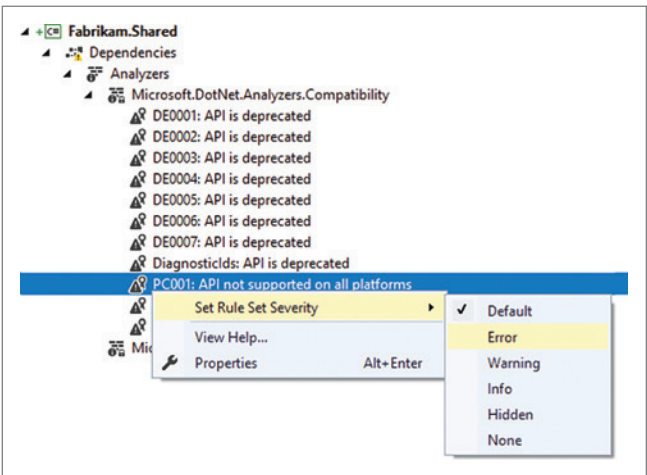 Fabrikam.Shared
Dependencies
Analyzers
Microsoft.DotNet.Analyzers.Compatibility
DE0001: API is deprecated
DE0002: API is deprecated
DE0003: API is deprecated
DE0004: API is deprecated
DE0005: API is deprecated
DE0006: API is deprecated
DE0007: API is deprecated
DiagnosticIds: API is deprecated
PC001: API not supported on all platforms
Set Rule Set Severity
View Help...
Mic
Properties Alt+Enter
Default
Error
Warning
Info
Hidden
None